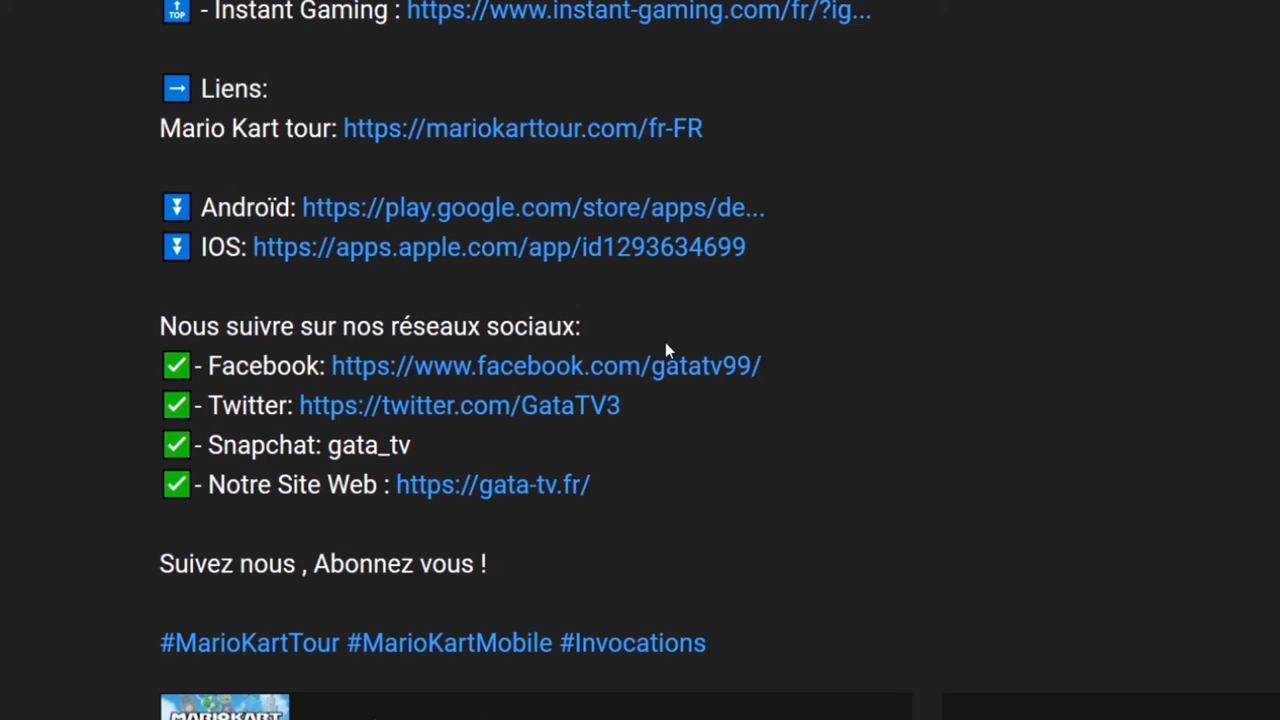 TOP - Instant Gaming : https://www.instant-gaming.com/fr/?ig...
Liens:
Mario Kart tour: https://mariokarttour.com/fr-FR
Androïd: https://play.google.com/store/apps/de...
IOS: https://apps.apple.com/app/id1293634699
Nous suivre sur nos réseaux sociaux:
- Facebook: https://www.facebook.com/gatatv99/
- Twitter: https://twitter.com/GataTV3
- Snapchat: gata_tv
- Notre Site Web : https://gata-tv.fr/
Suivez nous , Abonnez vous !
#MarioKartTour #MarioKartMobile #Invocations
MARIOKART